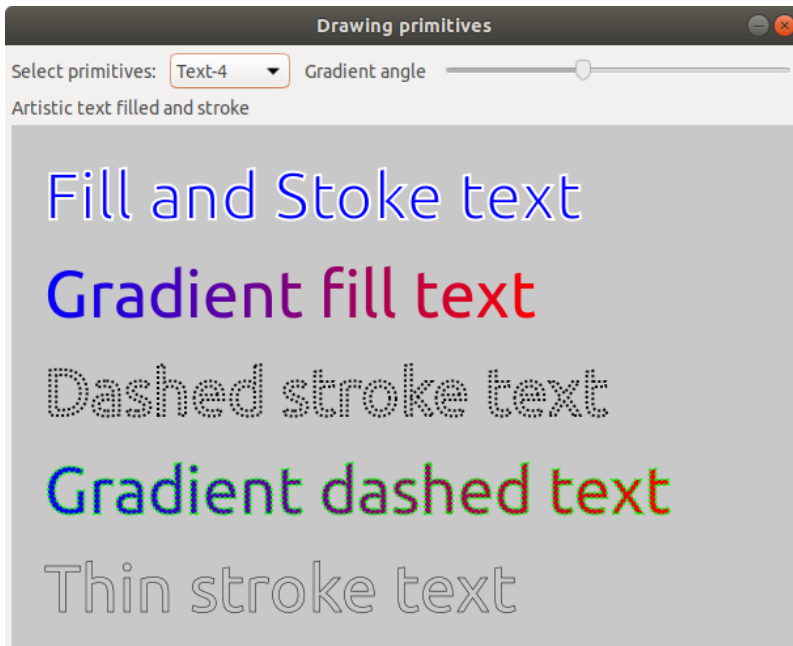 Drawing primitives
Select primitives: Text-4 Gradient angle
Artistic text filled and stroke
Fill and Stoke text
Gradient fill text
Dashed stroke text
Gradient dashed text
Thin stroke text